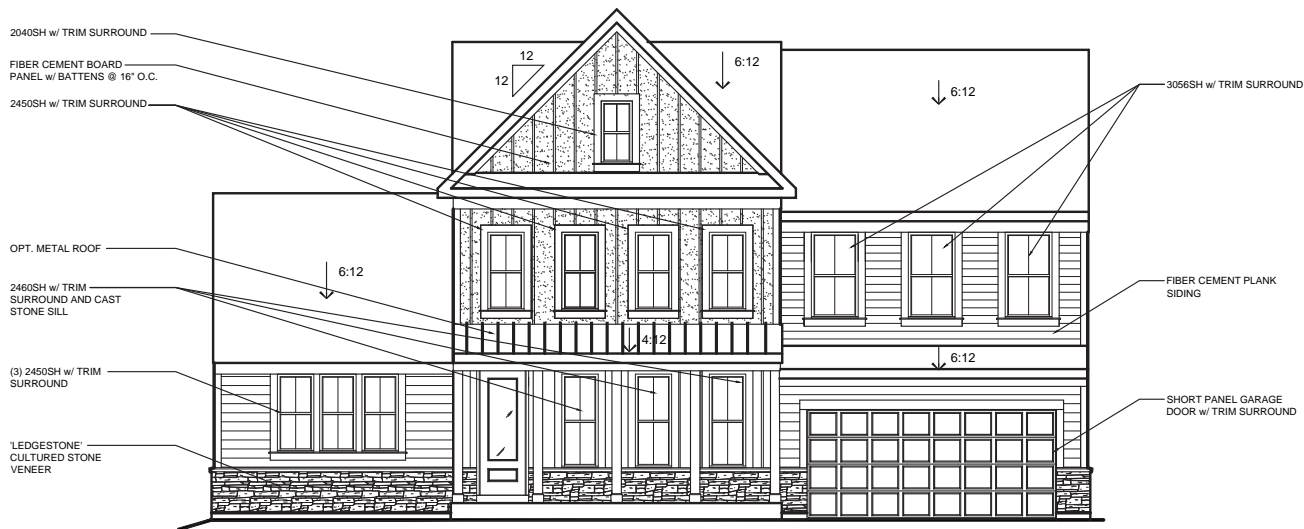 2040SH w/ TRIM SURROUND
FIBER CEMENT BOARD
PANEL w/ BATTENS @ 16" O.C.
2450SH w/ TRIM SURROUND
OPT. METAL ROOF
2460SH w/ TRIM
SURROUND AND CAST
STONE SILL
(3) 2450SH w/ TRIM
SURROUND
'LEDGESTONE'
CULTURED STONE
VENEER
12
12
6:12
6:12
6:12
4:12
6:12
3056SH w/ TRIM SURROUND
FIBER CEMENT PLANK
SIDING
SHORT PANEL GARAGE
DOOR w/ TRIM SURROUND